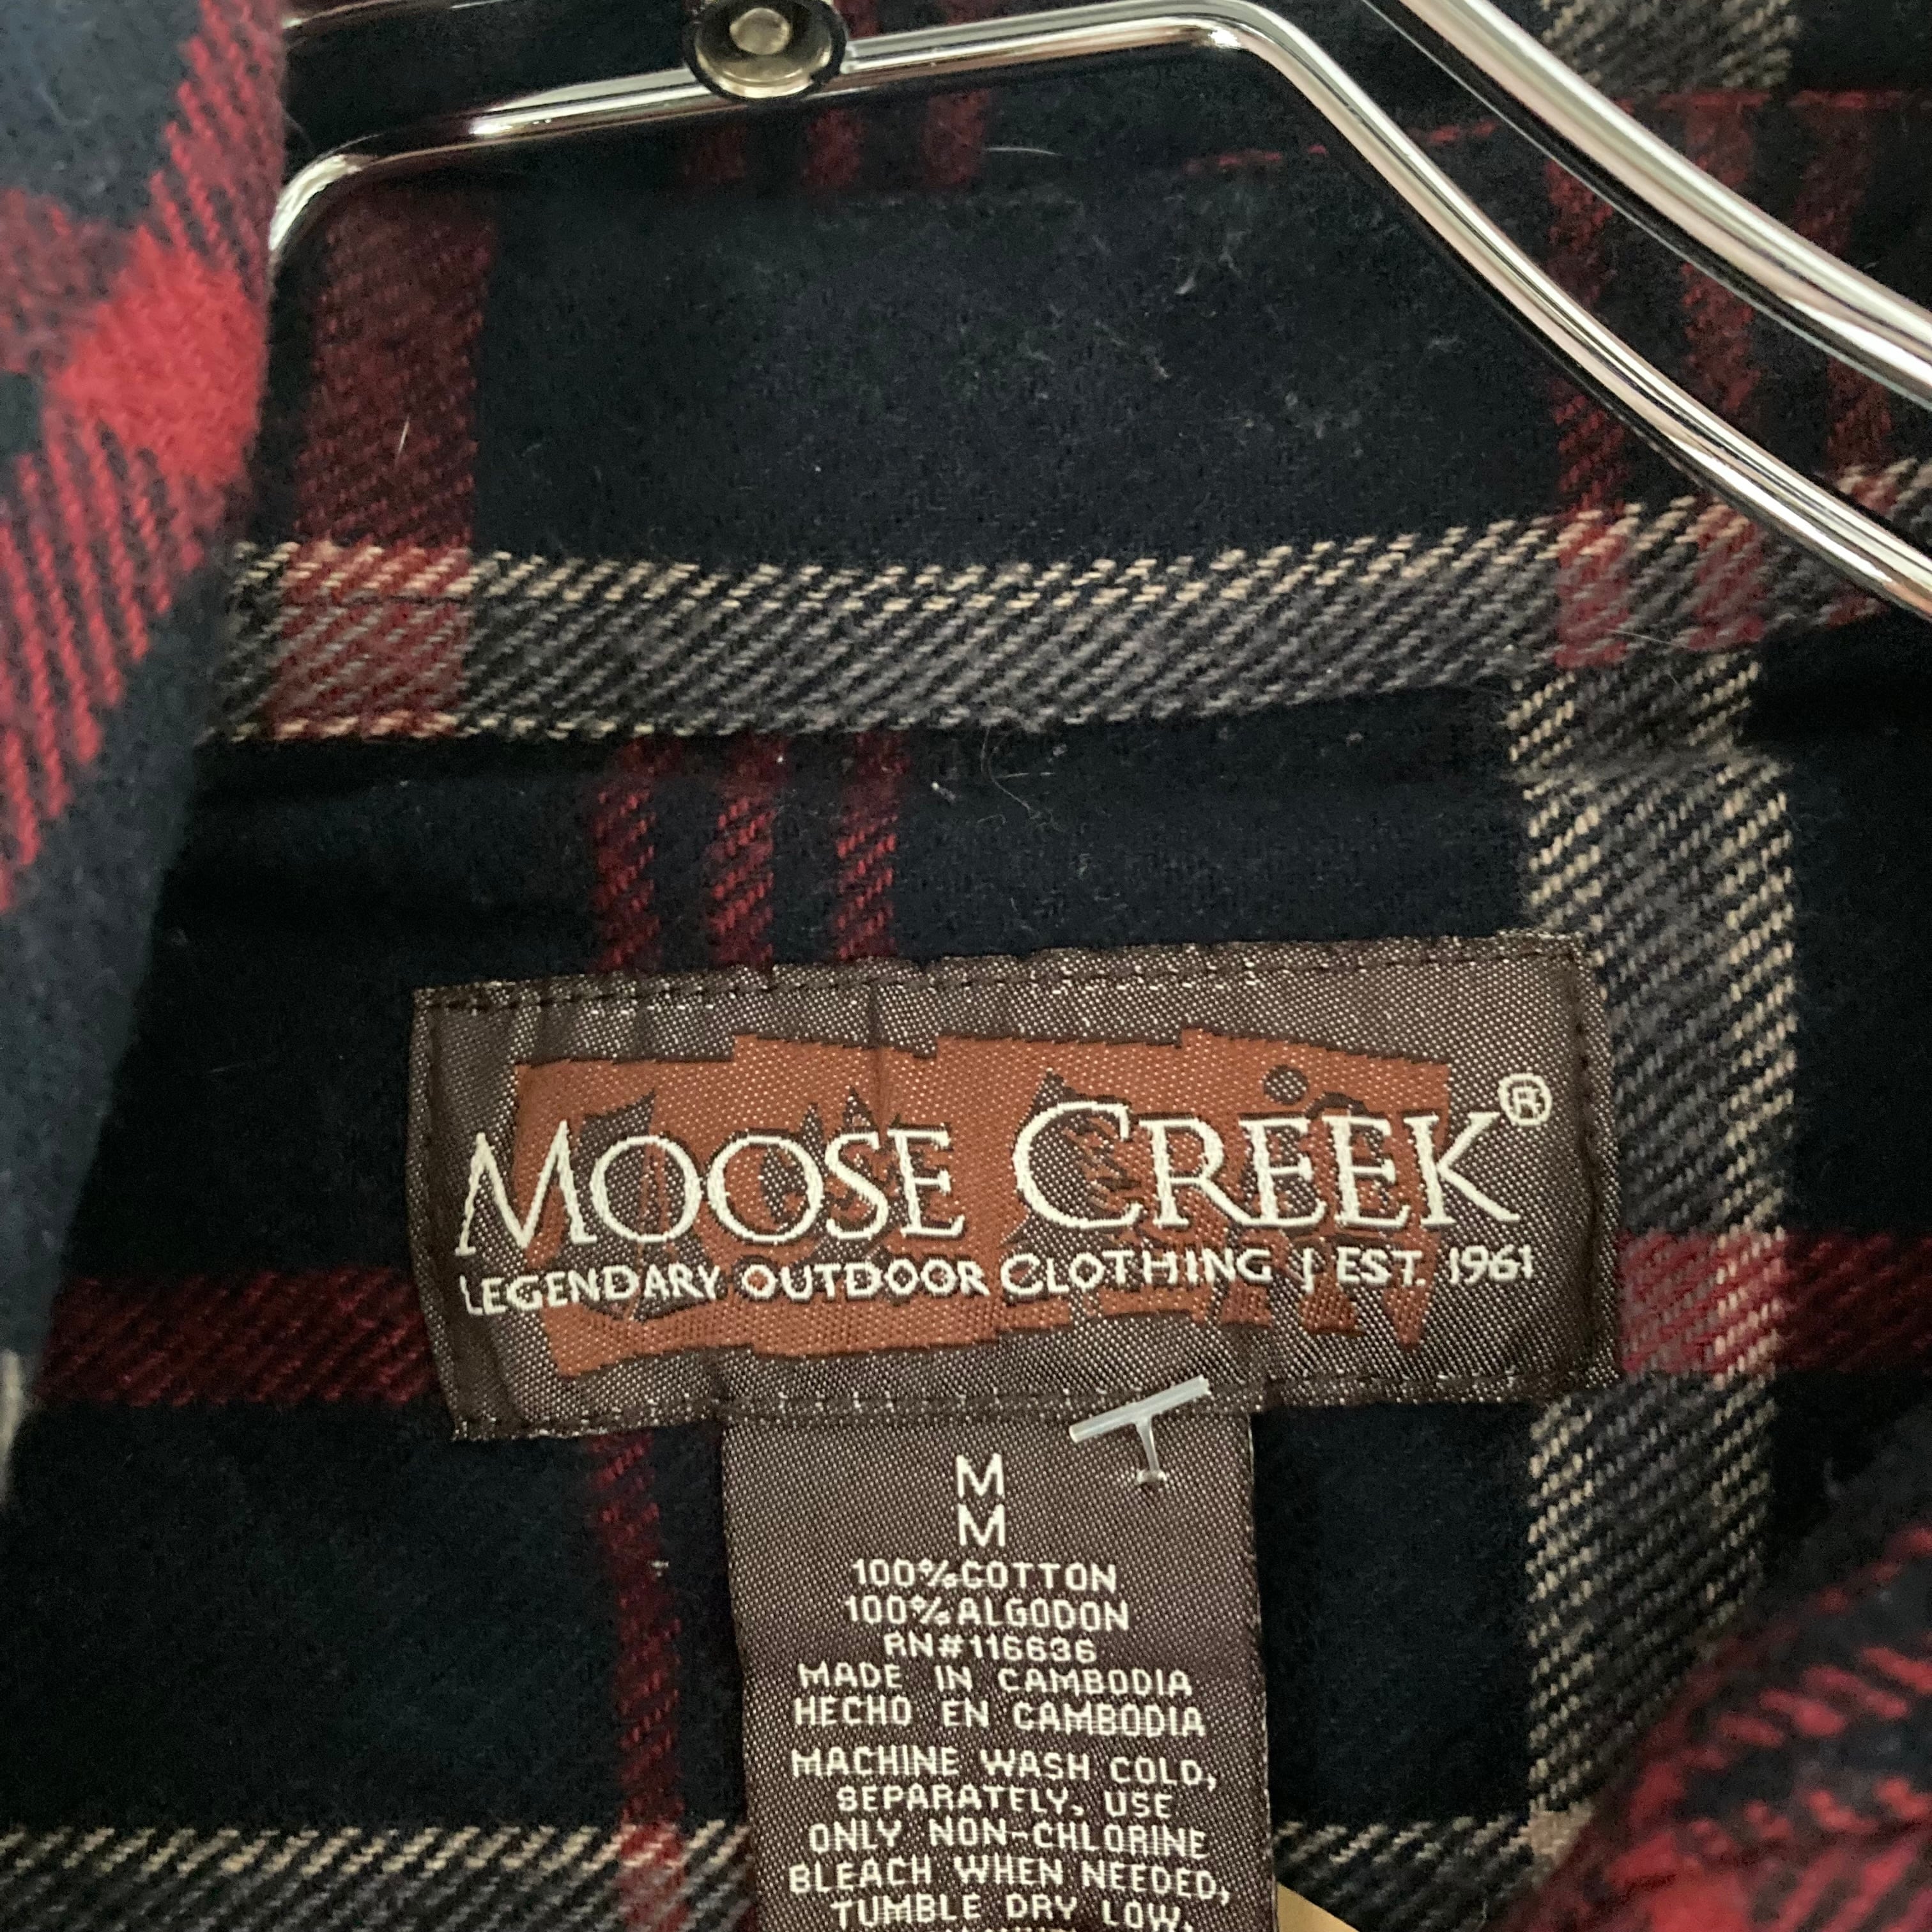 MOOSE CREEK®
LEGENDARY OUTDOOR CLOTHING | EST. 1961
M
M
100% COTTON
100% ALGODON
RN#116636
MADE IN CAMBODIA
HECHO EN CAMBODIA
MACHINE WASH COLD,
SEPARATELY, USE
ONLY NON-CHLORINE
BLEACH WHEN NEEDED,
TUMBLE DRY LOW,